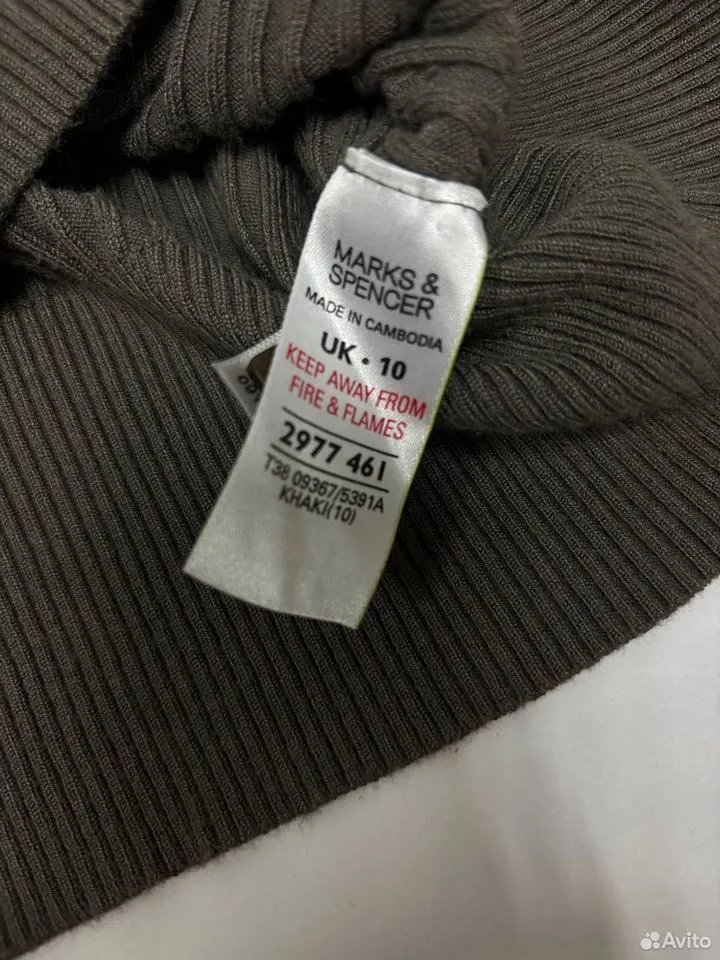 MARKS &
SPENCER
MADE IN CAMBODIA
UK • 10
KEEP AWAY FROM
FIRE & FLAMES
2977 461
T38 09367/5391A
KHAKI(10)
Avito